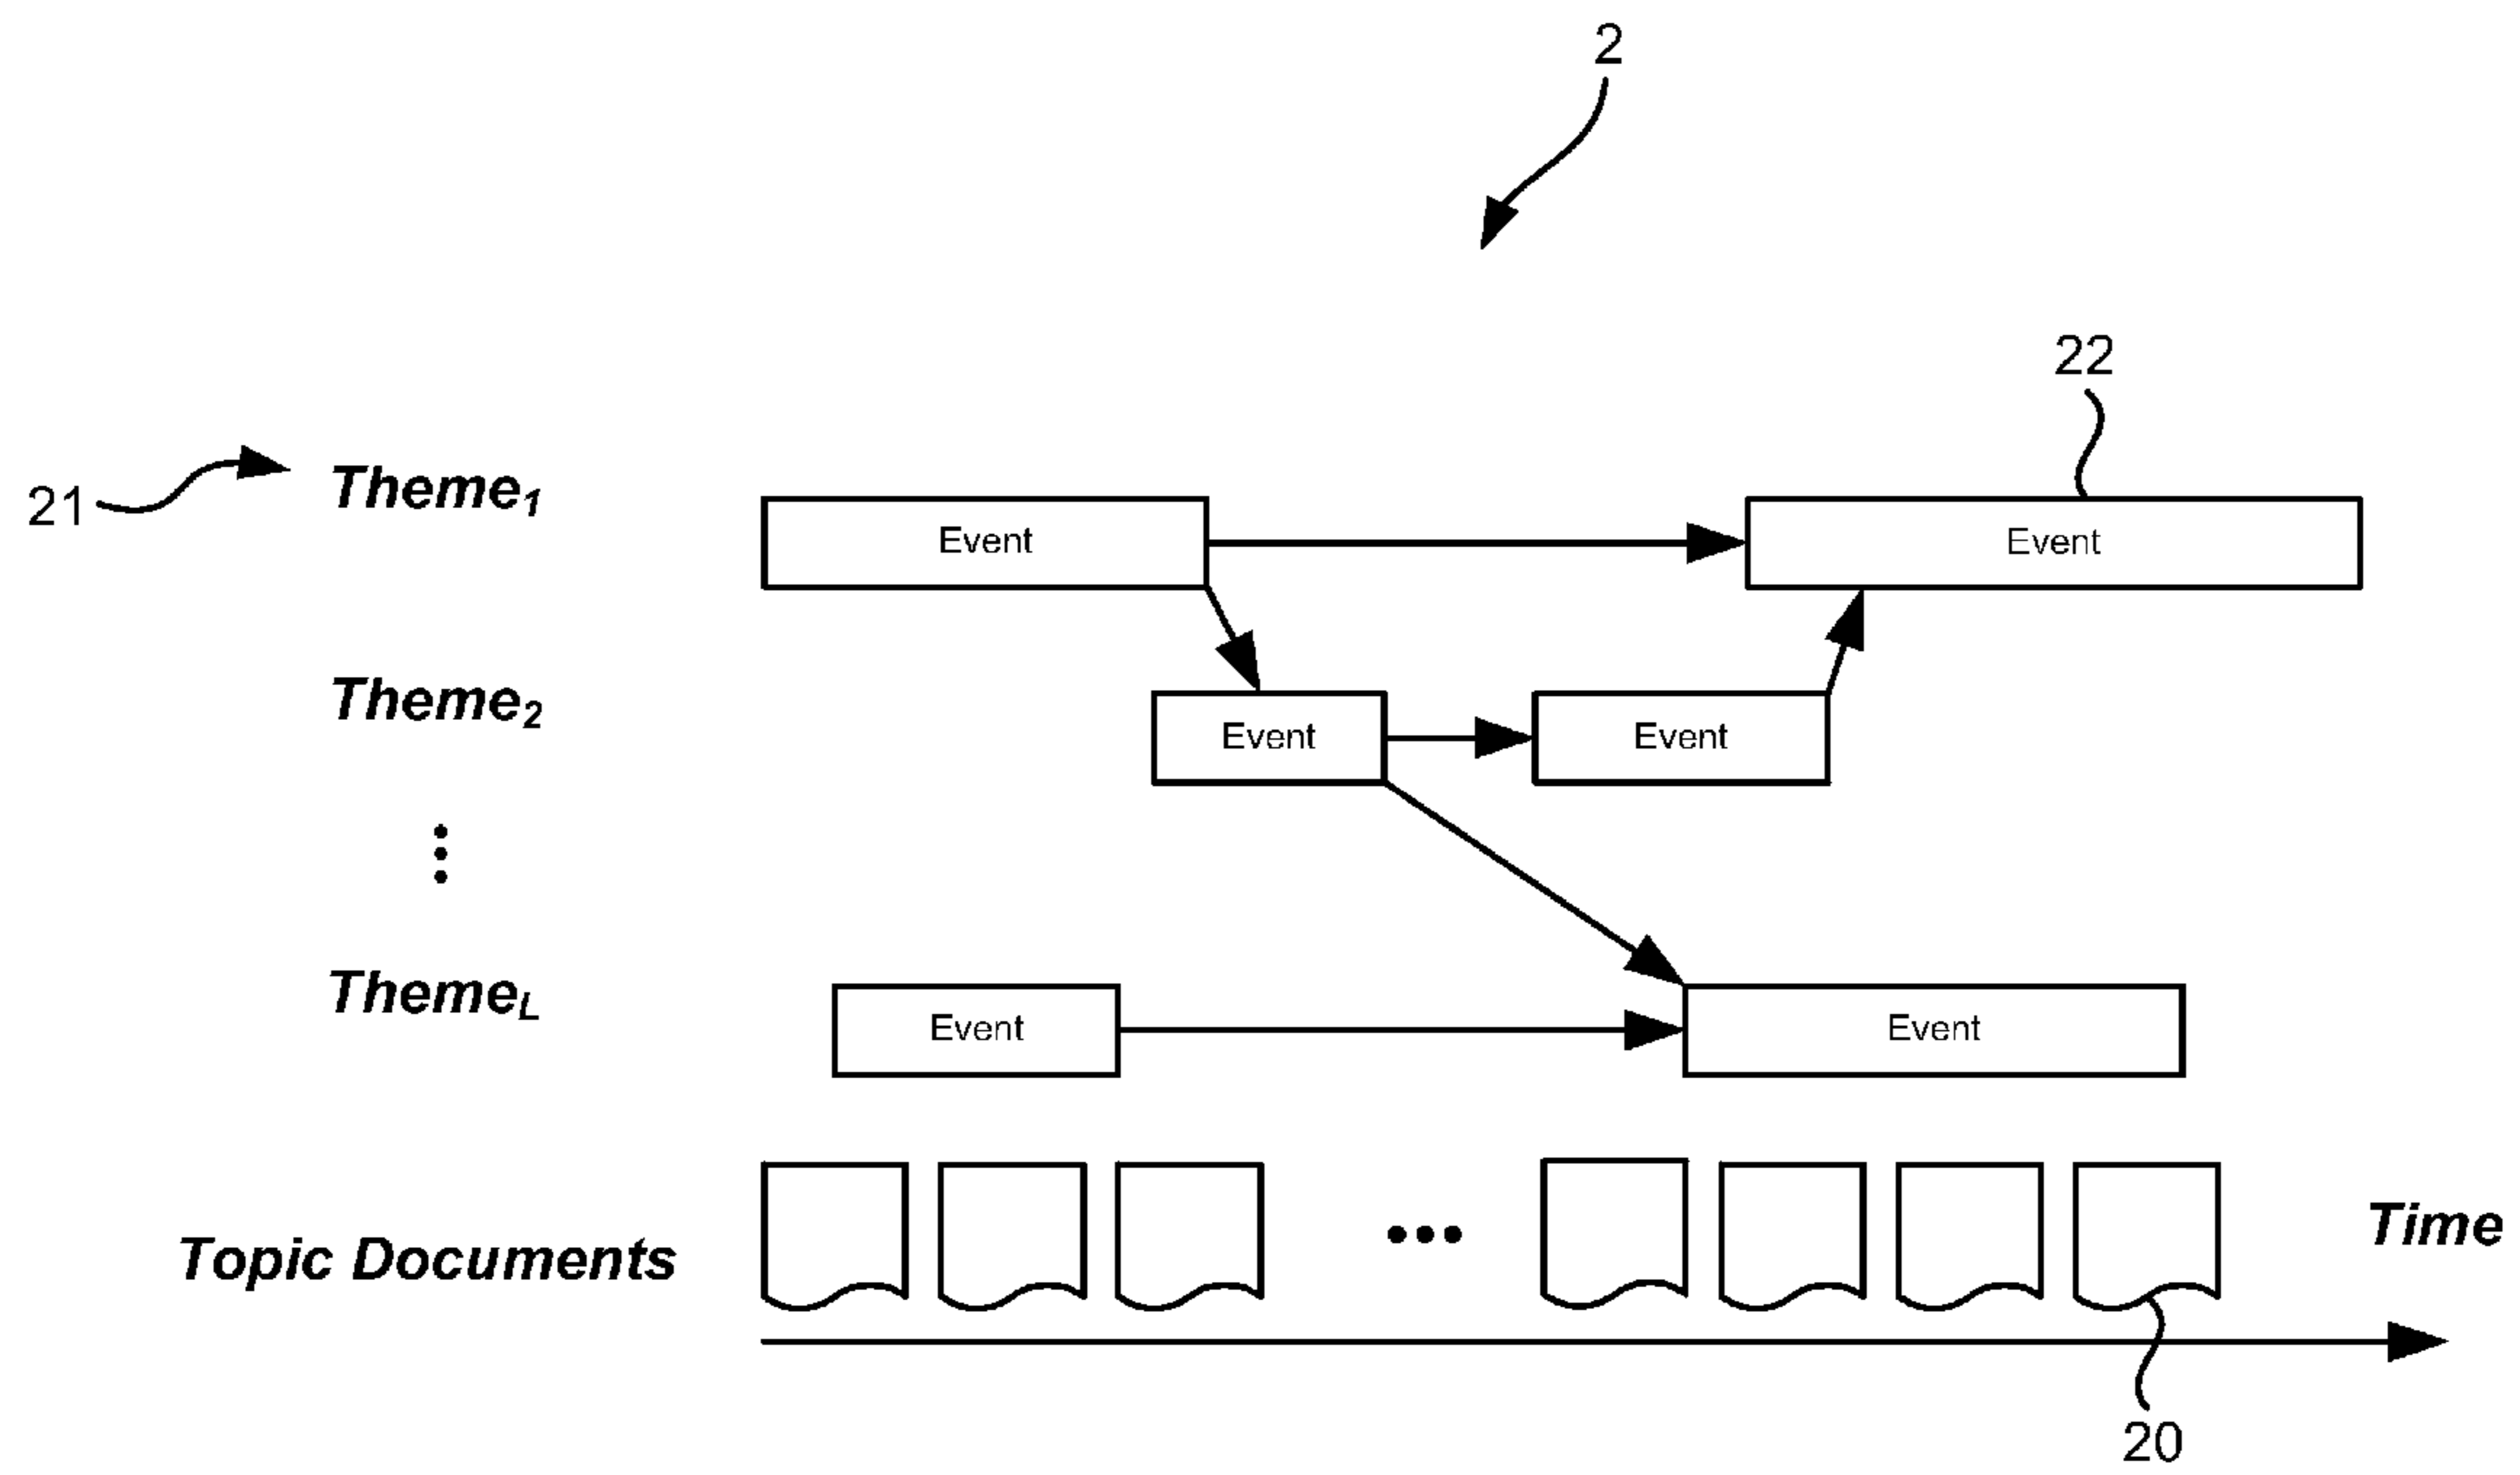 2
22
21
Theme1
Event
Event
Theme2
Event
Event
ThemeL
Event
Event
Topic Documents
Time
20